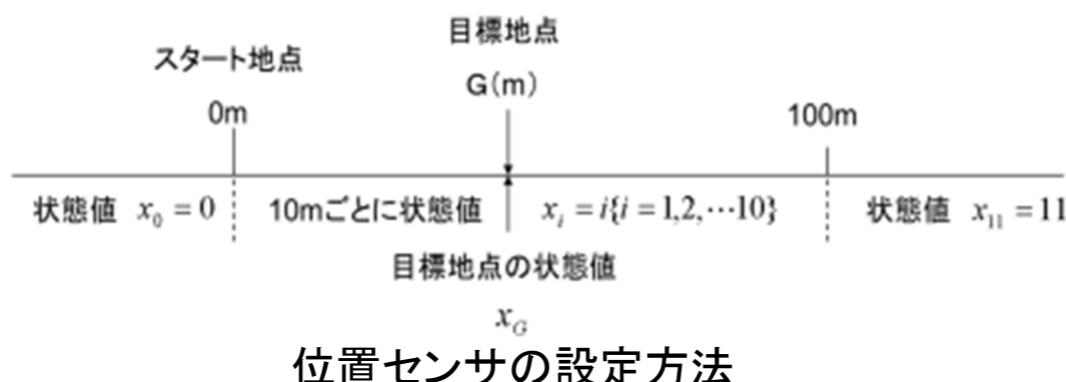 目標地点
スタート地点
G(m)
0m
100m
状態値 x₀ = 0
10mごとに状態値
xᵢ = i{i = 1,2,⋯10}
状態値 x₁₁ = 11
目標地点の状態値
x_G
位置センサの設定方法